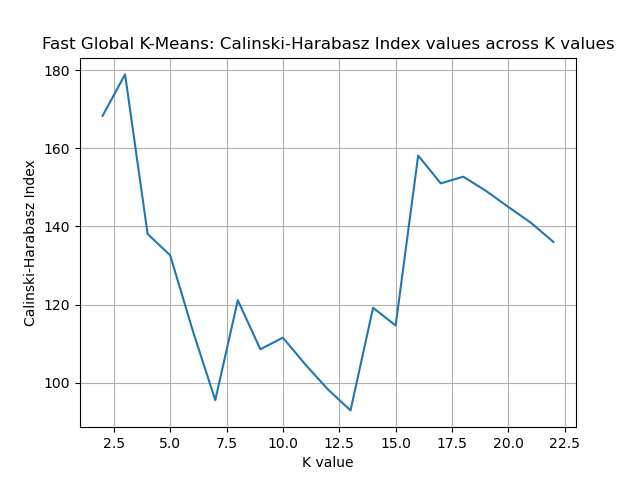 Fast Global K-Means: Calinski-Harabasz Index values across K values
180
160
140
120
100
Calinski-Harabasz Index
2.5 5.0 7.5 10.0 12.5 15.0 17.5 20.0 22.5
K value